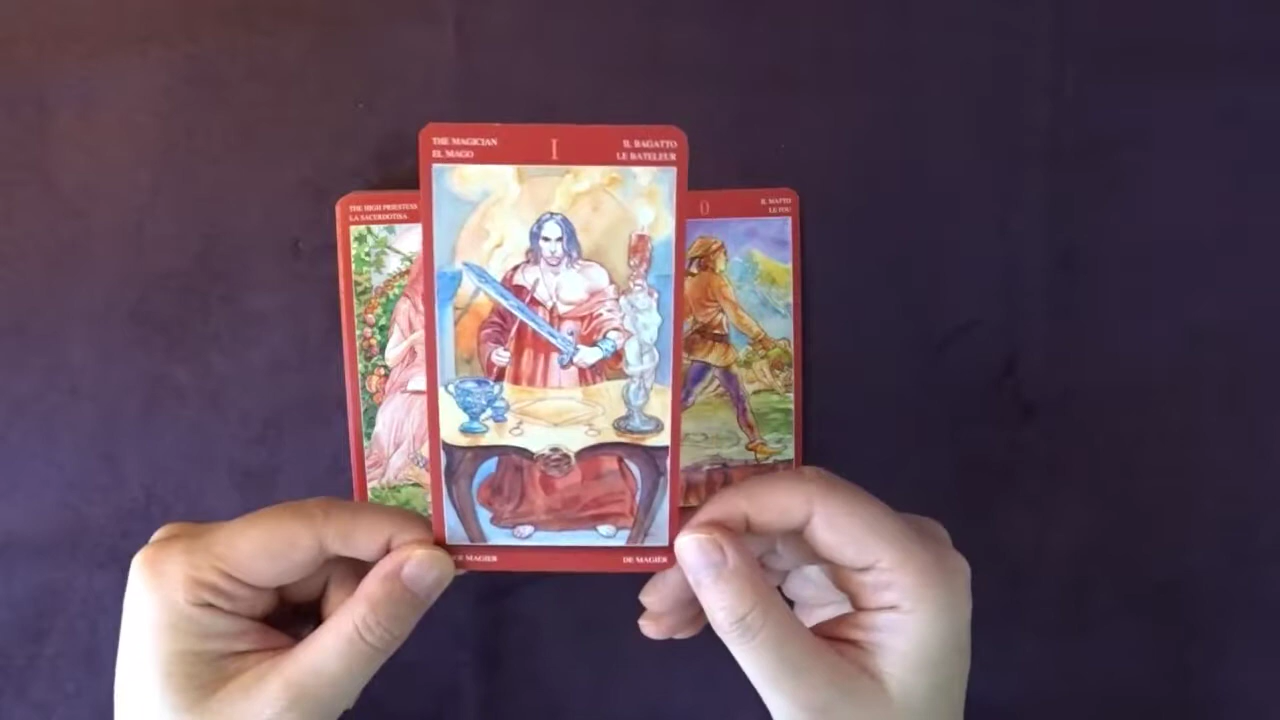 THE MAGICIAN
EL MAGO
I
IL BAGATTO
LE BATELEUR
THE HIGH PRIESTESS
LA SACERDOTISA
0
IL MATTO
LE FOU
MAGIER
DE MAGIER